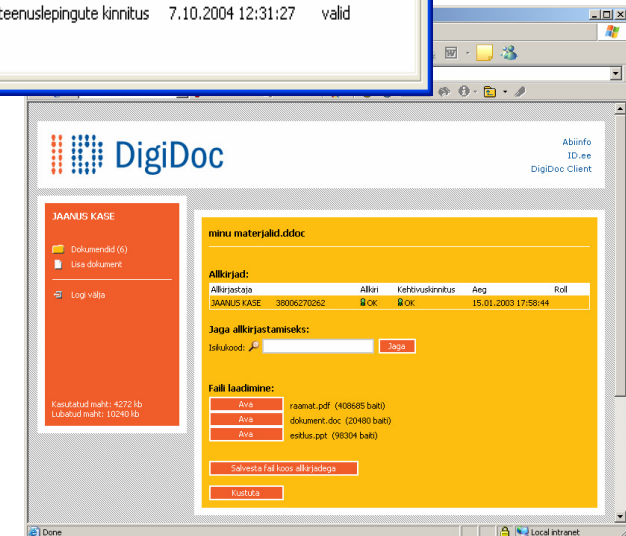 teenuslepingute kinnitus 7.10.2004 12:31:27 valid
DigiDoc
Abiinfo
ID.ee
DigiDoc Client
JAANUS KASE
Dokumendid (6)
Lisa dokument
Logi välja
Kasutatud maht: 4272 kb
Lubatud maht: 10240 kb
minu materjalid.ddoc
Allkirjad:
Allkirjastaja Allkiri Kehtivuskinnitus Aeg Roll
JAANUS KASE 38006270262 OK OK 15.01.2003 17:58:44
Jaga allkirjastamiseks:
Isikukood: Jaga
Faili laadimine:
Ava raamat.pdf (408685 baiti)
Ava dokument.doc (20480 baiti)
Ava esitlus.ppt (98304 baiti)
Salvesta fail koos allkirjadega
Kustuta
Done Local intranet